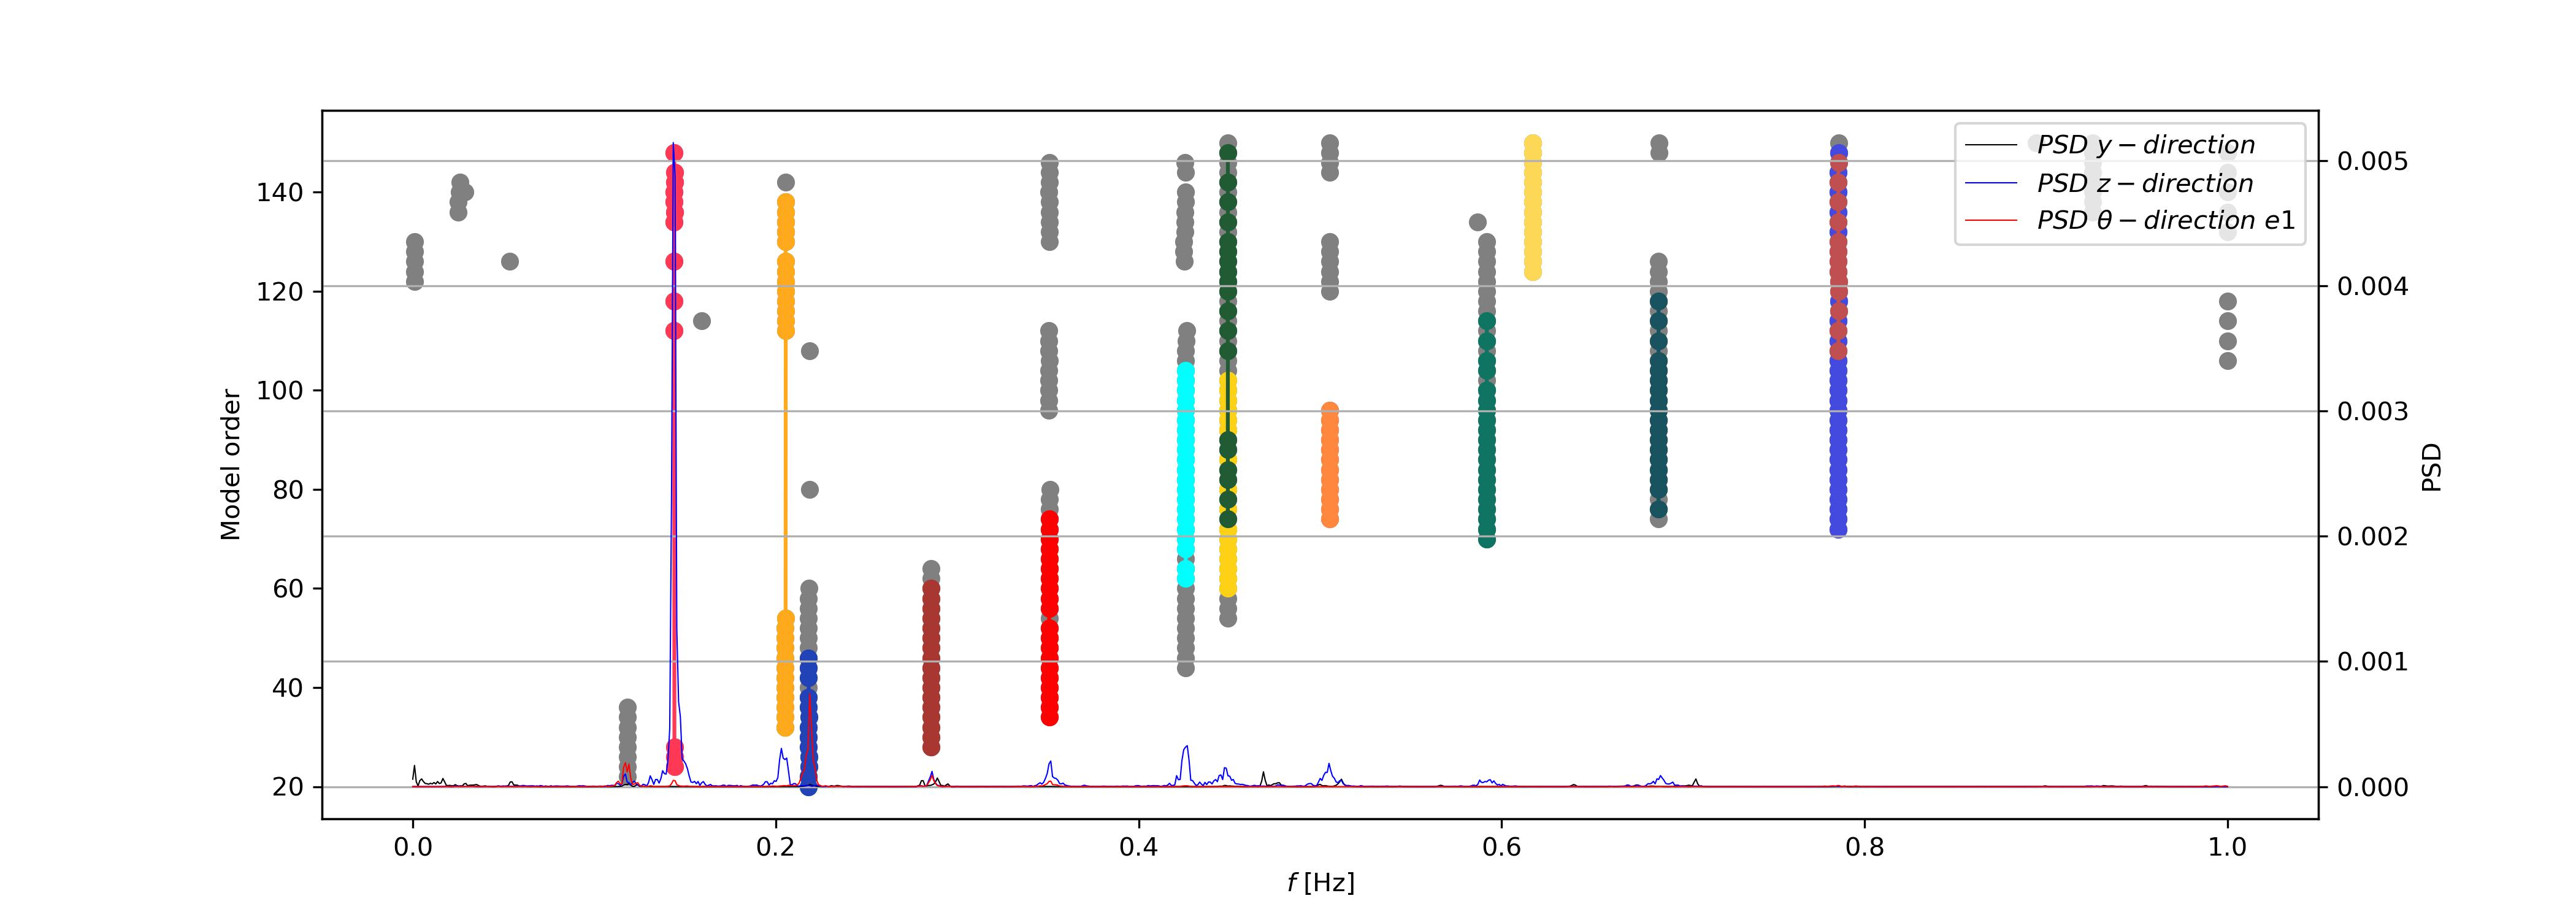 PSD y − direction
PSD z − direction
PSD θ − direction e1
Model order
140
120
100
80
60
40
20
0.005
0.004
0.003
0.002
0.001
0.000
PSD
0.0 0.2 0.4 0.6 0.8 1.0
f [Hz]